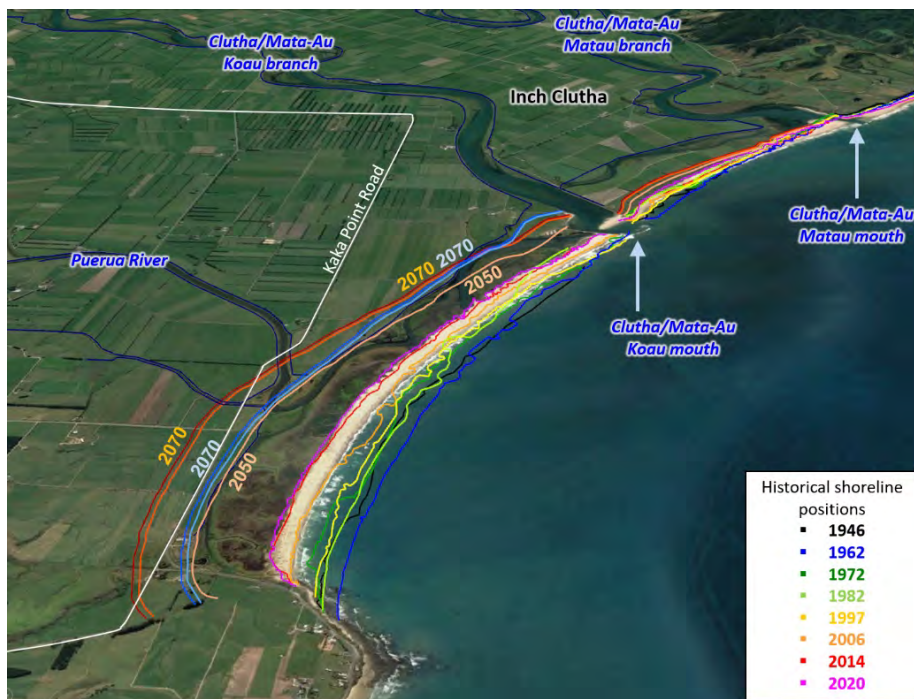 Clutha/Mata-Au
Koau branch
Clutha/Mata-Au
Matau branch
Inch Clutha
Kaka Point Road
Clutha/Mata-Au
Matau mouth
Puerua River
2070
2070
2050
Clutha/Mata-Au
Koau mouth
2070
2070
2050
Historical shoreline
positions
1946
1962
1972
1982
1997
2006
2014
2020